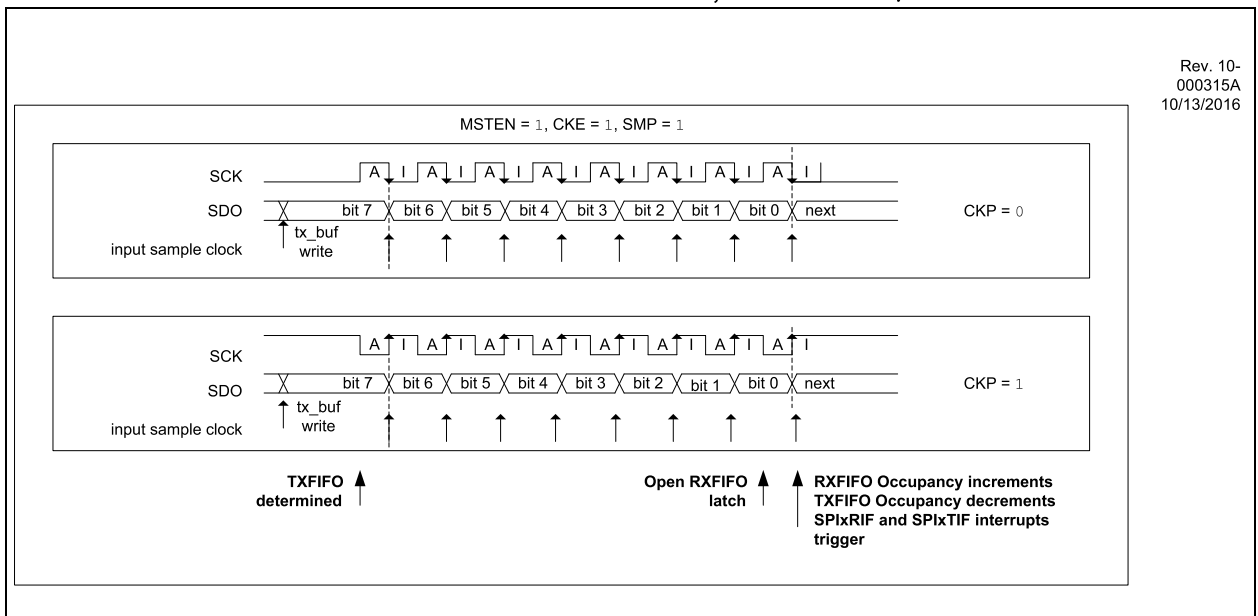 Rev. 10-
000315A
10/13/2016
MSTEN = 1, CKE = 1, SMP = 1
SCK A I A I A I A I A I A I A I A I
SDO bit 7 bit 6 bit 5 bit 4 bit 3 bit 2 bit 1 bit 0 next CKP = 0
tx_buf
write
input sample clock
SCK A I A I A I A I A I A I A I A I
SDO bit 7 bit 6 bit 5 bit 4 bit 3 bit 2 bit 1 bit 0 next CKP = 1
tx_buf
write
input sample clock
TXFIFO
determined
Open RXFIFO
latch
RXFIFO Occupancy increments
TXFIFO Occupancy decrements
SPIxRIF and SPIxTIF interrupts
trigger